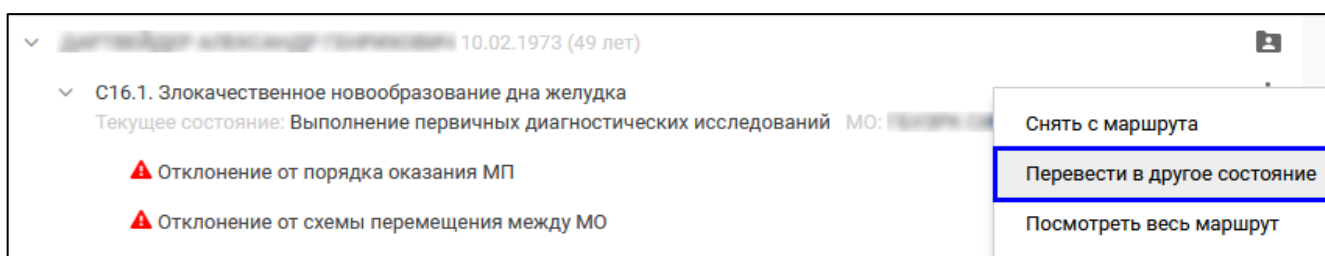 10.02.1973 (49 лет)
C16.1. Злокачественное новообразование дна желудка
Текущее состояние: Выполнение первичных диагностических исследований МО:
Отклонение от порядка оказания МП
Отклонение от схемы перемещения между МО
Снять с маршрута
Перевести в другое состояние
Посмотреть весь маршрут